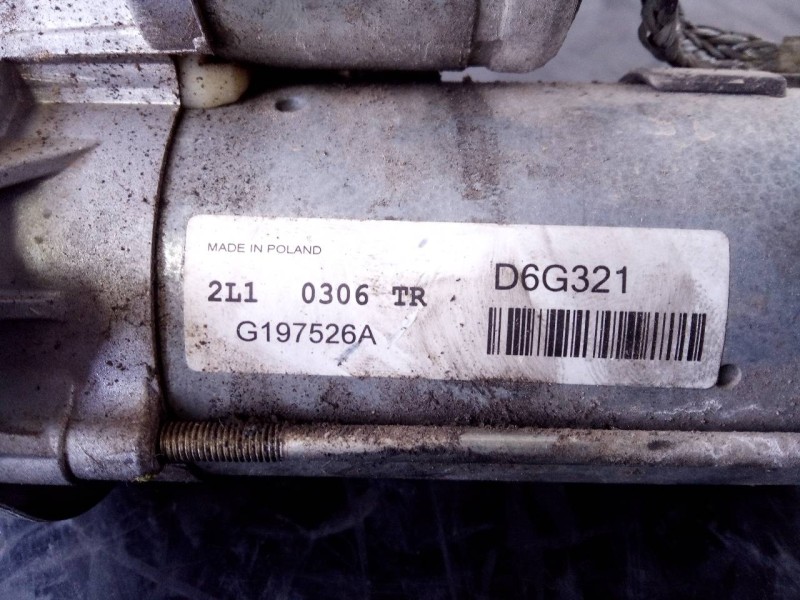 MADE IN POLAND
D6G321
2L1 0306 TR
G197526A